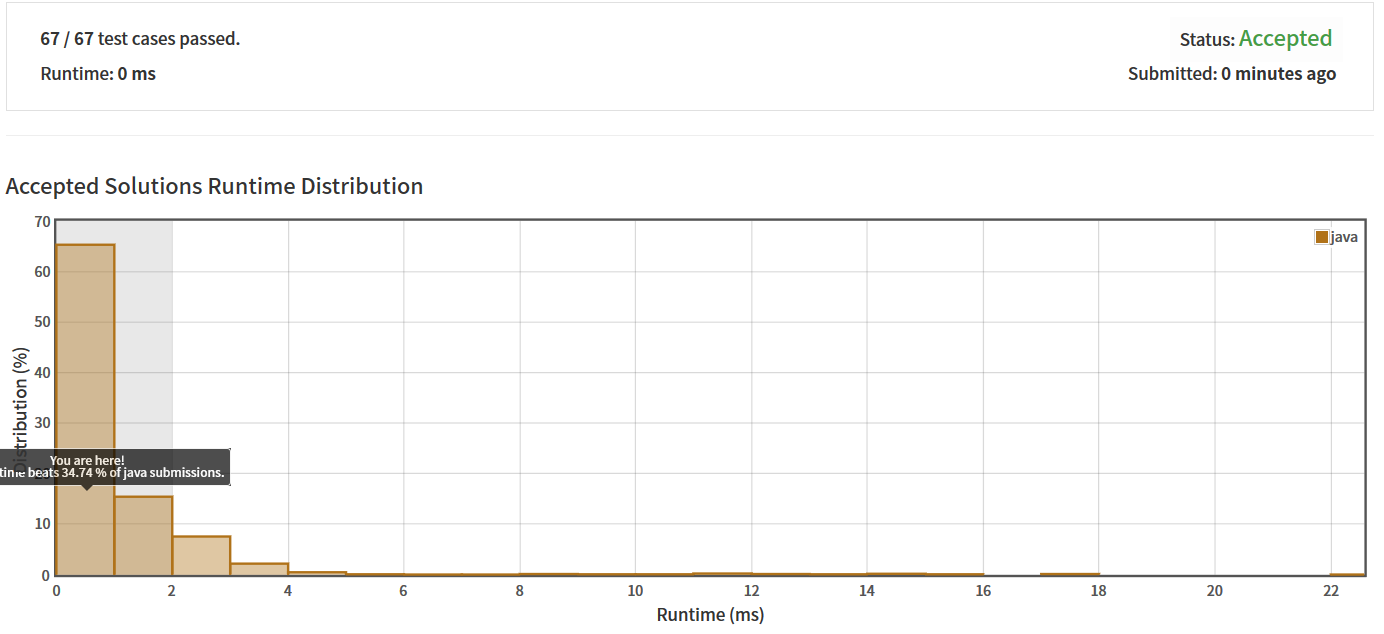 67 / 67 test cases passed.
Status: Accepted
Runtime: 0 ms
Submitted: 0 minutes ago
Accepted Solutions Runtime Distribution
70
60
50
40
30
10
0
Distribution (%)
java
You are here!
beats 34.74 % of java submissions.
0 2 4 6 8 10 12 14 16 18 20 22
Runtime (ms)